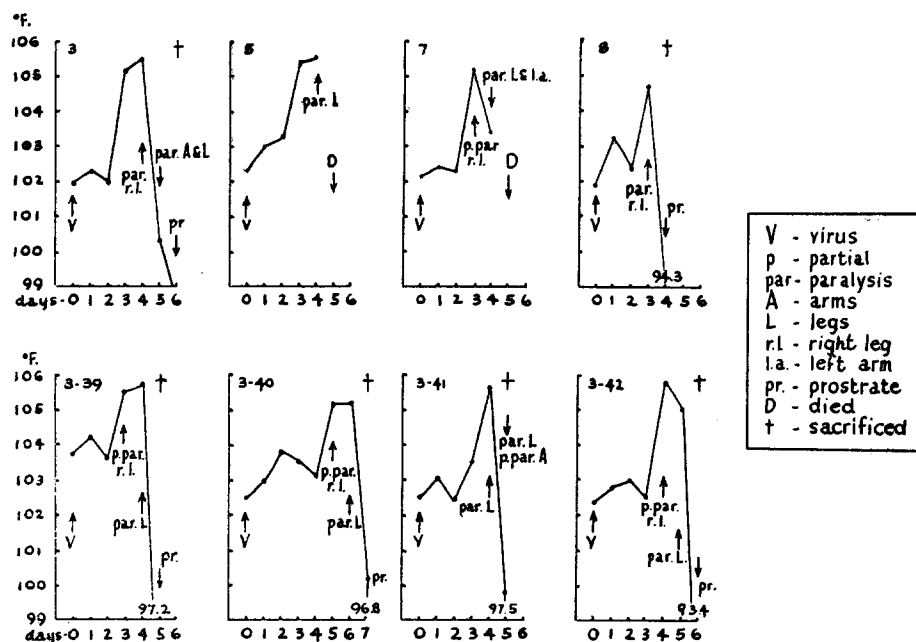 °F.
106
105
104
103
102
101
100
99
3 †
par. A & L
par. r.l.
V
pr
days- 0 1 2 3 4 5 6
5
par. L
D
V
0 1 2 3 4 5 6 7
7
par. L & l.a.
p.par r.l.
D
V
0 1 2 3 4 5 6
8 †
par. r.l.
V
pr.
94.3
0 1 2 3 4 5 6
V - virus
p - partial
par - paralysis
A - arms
L - legs
r.l. - right leg
l.a. - left arm
pr. - prostrate
D - died
† - sacrificed
°F.
106
105
104
103
102
101
100
99
3-39 †
p.par. r.l.
par. L
V
pr.
97.2
days- 0 1 2 3 4 5 6
3-40 †
p.par. r.l.
par. L
V
pr.
96.8
0 1 2 3 4 5 6 7
3-41 †
par. L
p.par A
par. L
V
97.5
0 1 2 3 4 5 6
3-42 †
p.par. r.l.
par L.
V
pr.
93.4
0 1 2 3 4 5 6